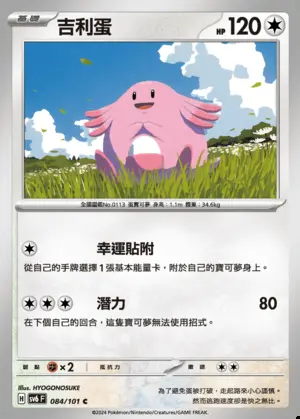 基礎 吉利蛋 HP 120
全國圖鑑No.0113 蛋寶可夢 身高：1.1m 體重：34.6kg
幸運貼附
從自己的手牌選擇1張基本能量卡，附於自己的寶可夢身上。
潛力 80
在下個自己的回合，這隻寶可夢無法使用招式。
弱點 ×2 抵抗力 撤退
Illus. HYOGONOSUKE
H SV6 F 084/101 C
為了避免蛋被打破，走起路來小心謹慎。
然而逃跑速度卻是快之無比。
©2024 Pokémon/Nintendo/Creatures/GAME FREAK.